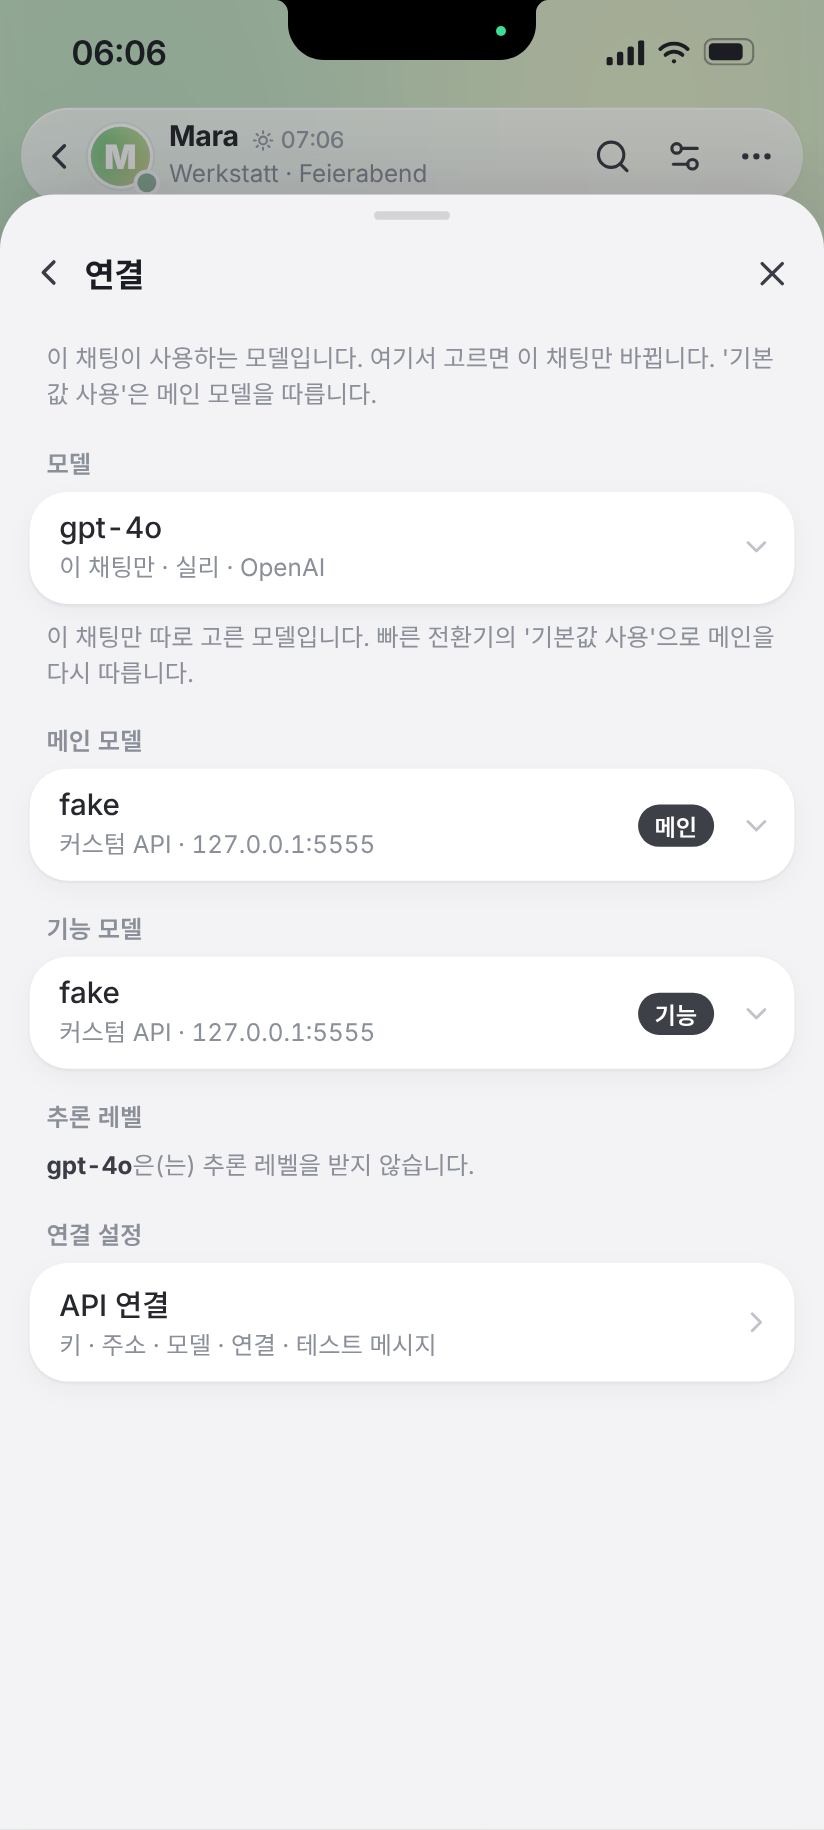 06:06
M
Mara 07:06
Werkstatt · Feierabend
연결
이 채팅이 사용하는 모델입니다. 여기서 고르면 이 채팅만 바뀝니다. '기본
값 사용'은 메인 모델을 따릅니다.
모델
gpt-4o
이 채팅만 · 실리 · OpenAI
이 채팅만 따로 고른 모델입니다. 빠른 전환기의 '기본값 사용'으로 메인을
다시 따릅니다.
메인 모델
fake
커스텀 API · 127.0.0.1:5555
메인
기능 모델
fake
커스텀 API · 127.0.0.1:5555
기능
추론 레벨
gpt-4o은(는) 추론 레벨을 받지 않습니다.
연결 설정
API 연결
키 · 주소 · 모델 · 연결 · 테스트 메시지